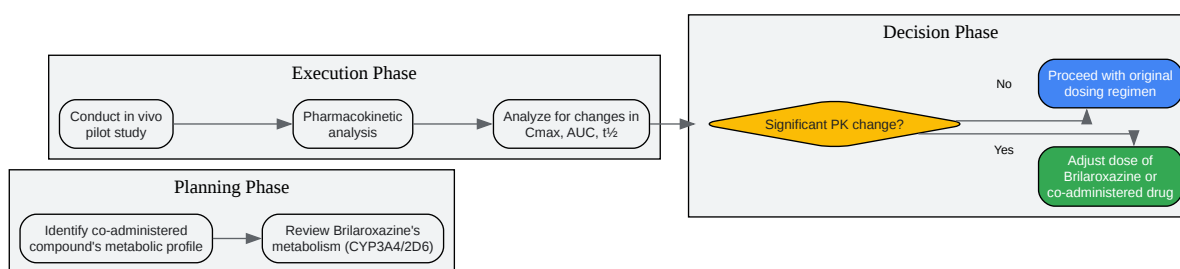 Decision Phase
Execution Phase
Conduct in vivo
pilot study
Pharmacokinetic
analysis
Analyze for changes in
Cmax, AUC, t½
Significant PK change?
No
Proceed with original
dosing regimen
Yes
Adjust dose of
Brilaroxazine or
co-administered drug
Planning Phase
Identify co-administered
compound's metabolic profile
Review Brilaroxazine's
metabolism (CYP3A4/2D6)